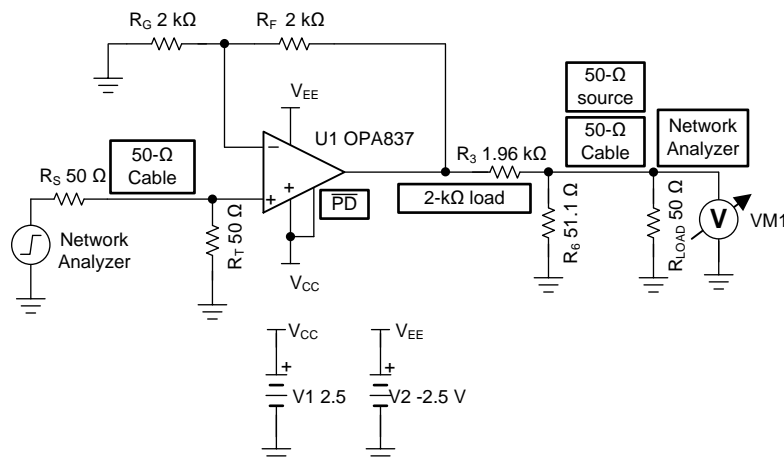 R_G 2 kΩ
R_F 2 kΩ
V_EE
50-Ω
source
U1 OPA837
50-Ω
Cable
Network
Analyzer
R_S 50 Ω
50-Ω
Cable
R_3 1.96 kΩ
−
+
+
PD
2-kΩ load
V
VM1
Network
Analyzer
R_T 50 Ω
R_6 51.1 Ω
R_LOAD 50 Ω
V_CC
V_CC
V_EE
+
+
V1 2.5
V2 -2.5 V